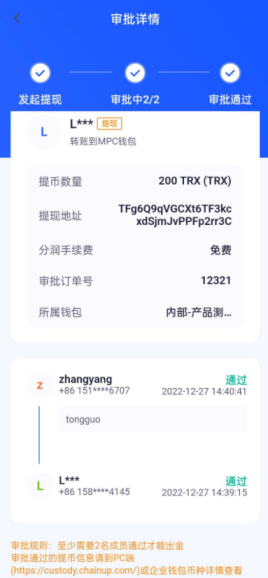 审批详情
发起提现
审批中2/2
审批通过
L
L*** 提现
转账到MPC钱包
提币数量 200 TRX (TRX)
提现地址 TFg6Q9qVGCXt6TF3kc
xdSjmJvPPFp2rr3C
分润手续费 免费
审批订单号 12321
所属钱包 内部-产品测...
z zhangyang 通过
+86 151****6707 2022-12-27 14:40:41
tongguo
L L*** 通过
+86 158****4145 2022-12-27 14:39:15
审批规则：至少需要2名成员通过才能出金
审批通过的提币信息请到PC端
(https://custody.chainup.com/)或企业钱包币种详情查看